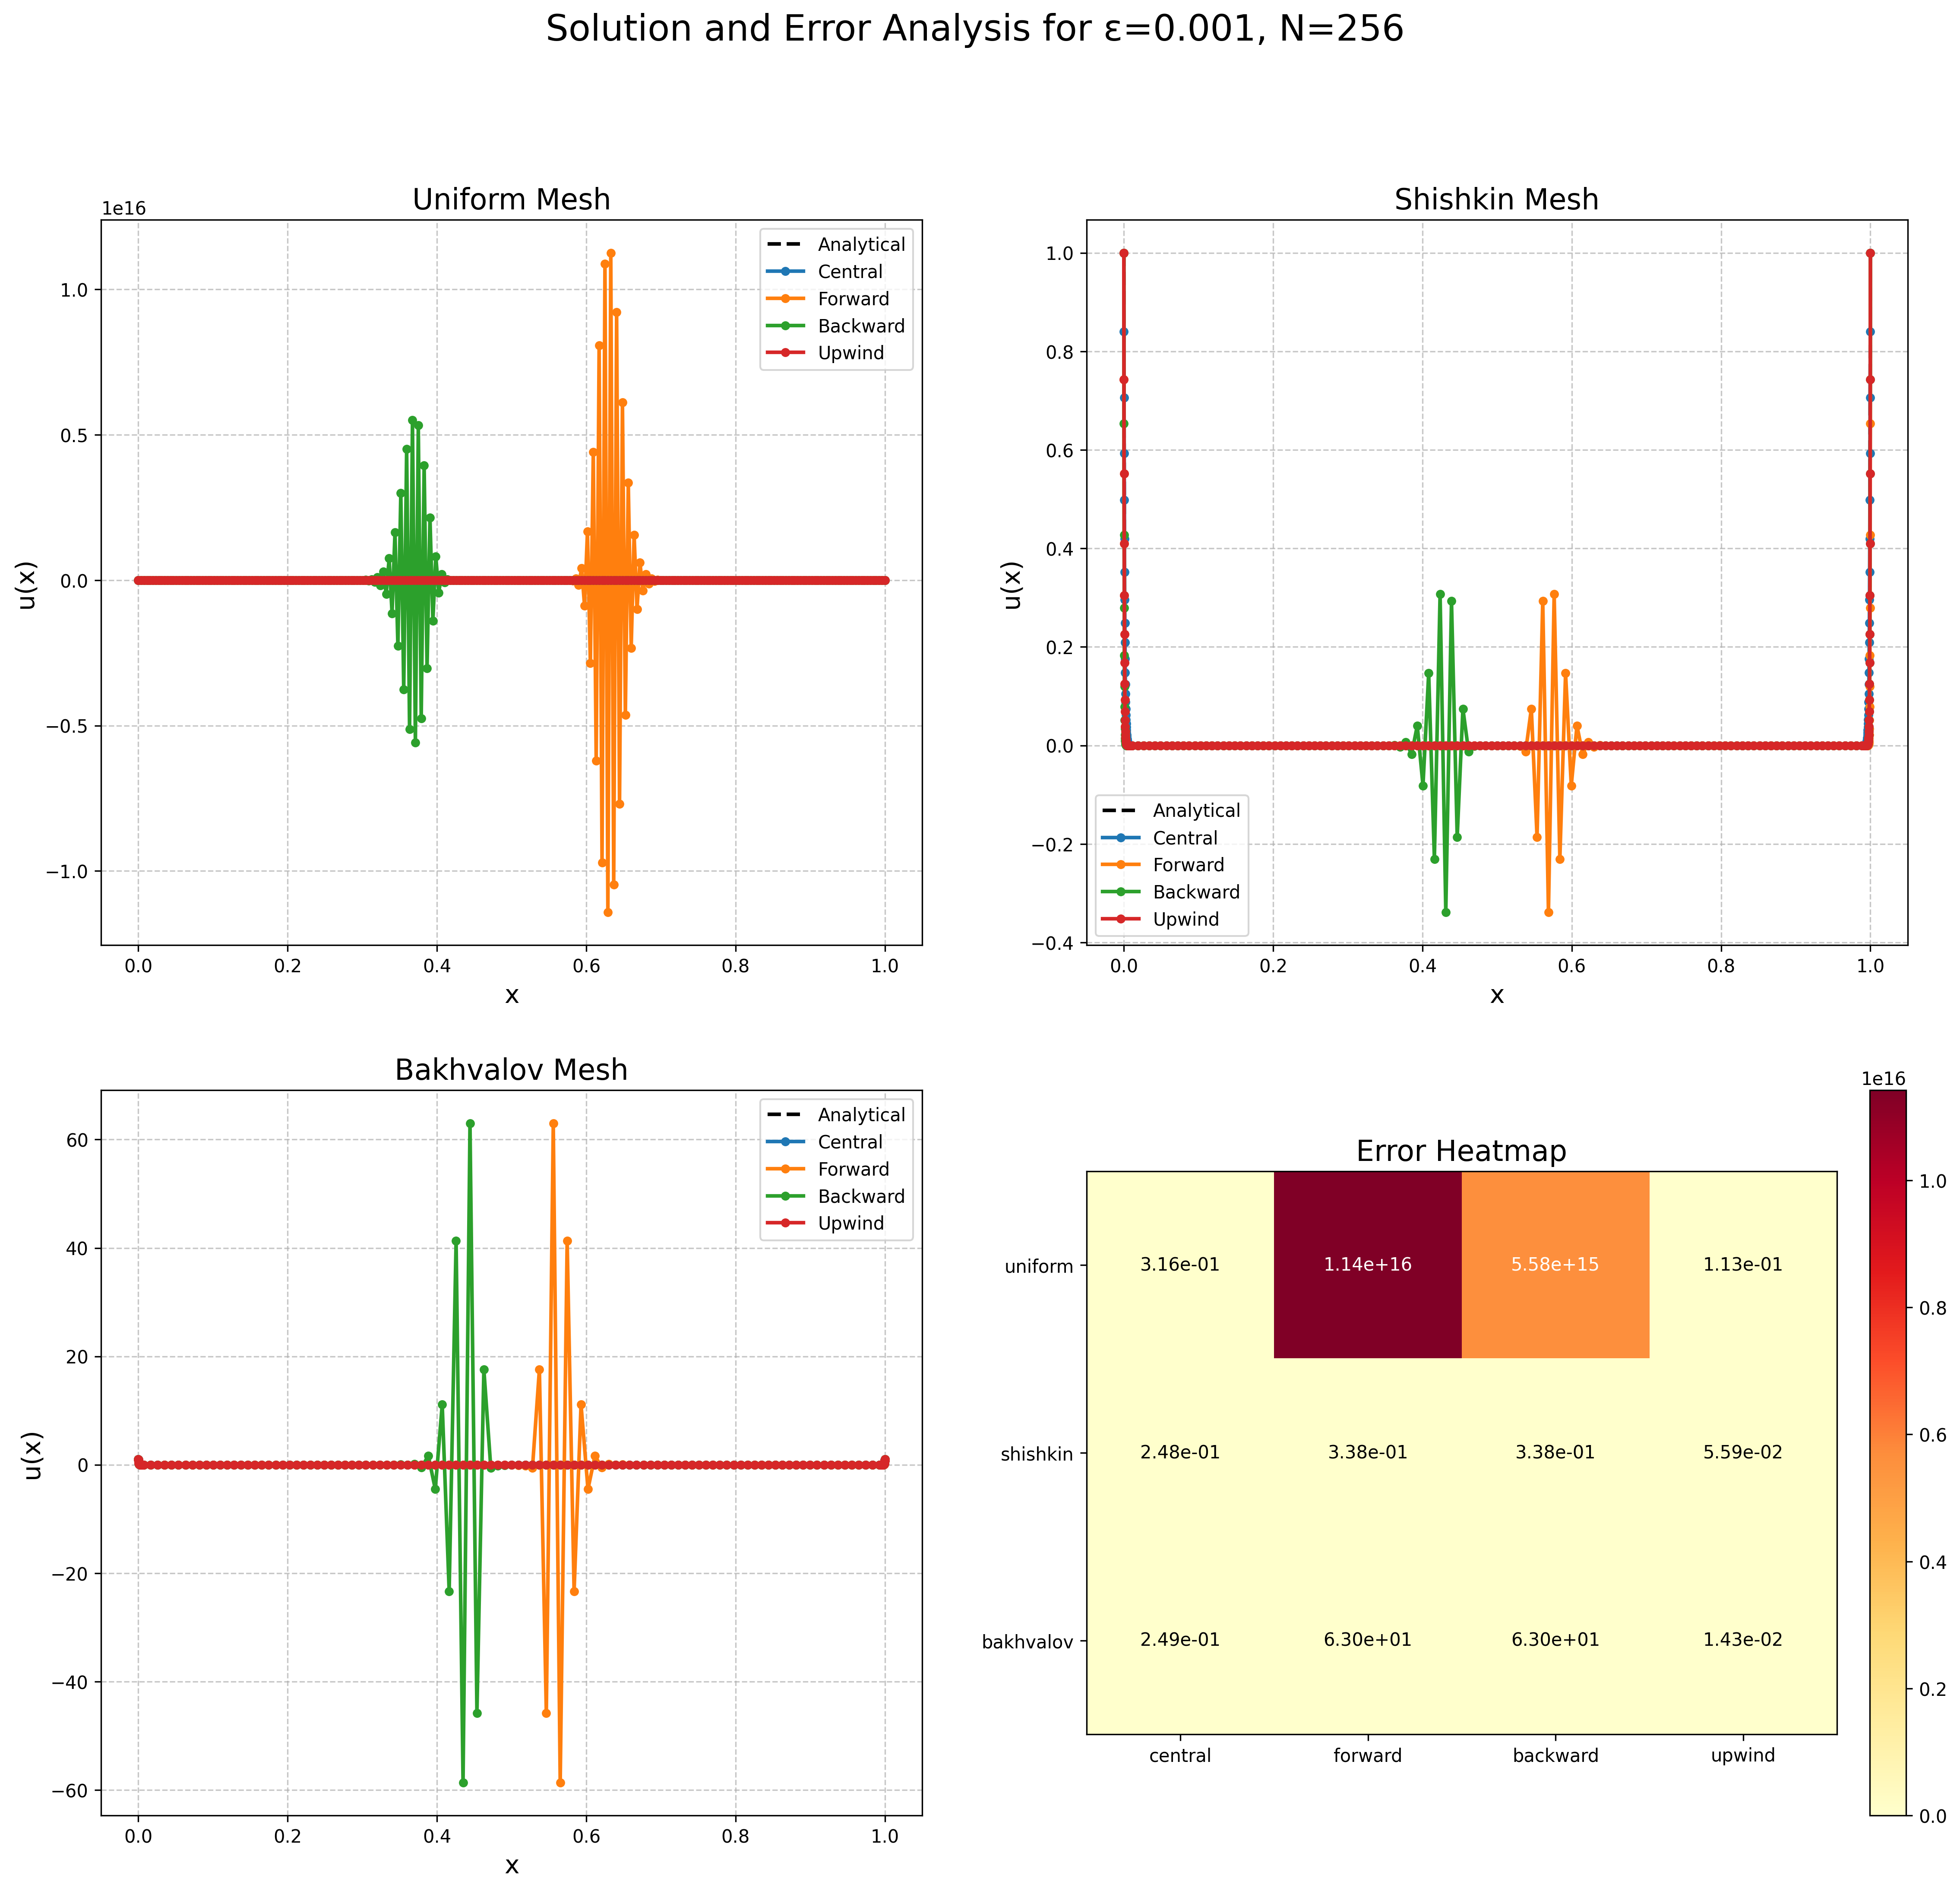 Solution and Error Analysis for ε=0.001, N=256
Uniform Mesh
1e16
1.0
0.5
0.0
−0.5
−1.0
u(x)
0.0 0.2 0.4 0.6 0.8 1.0
x
Analytical
Central
Forward
Backward
Upwind
Shishkin Mesh
1.0
0.8
0.6
0.4
0.2
0.0
−0.2
−0.4
u(x)
0.0 0.2 0.4 0.6 0.8 1.0
x
Analytical
Central
Forward
Backward
Upwind
Bakhvalov Mesh
60
40
20
0
−20
−40
−60
u(x)
0.0 0.2 0.4 0.6 0.8 1.0
x
Analytical
Central
Forward
Backward
Upwind
Error Heatmap
uniform 3.16e-01 1.14e+16 5.58e+15 1.13e-01
shishkin 2.48e-01 3.38e-01 3.38e-01 5.59e-02
bakhvalov 2.49e-01 6.30e+01 6.30e+01 1.43e-02
central forward backward upwind
1e16
1.0
0.8
0.6
0.4
0.2
0.0